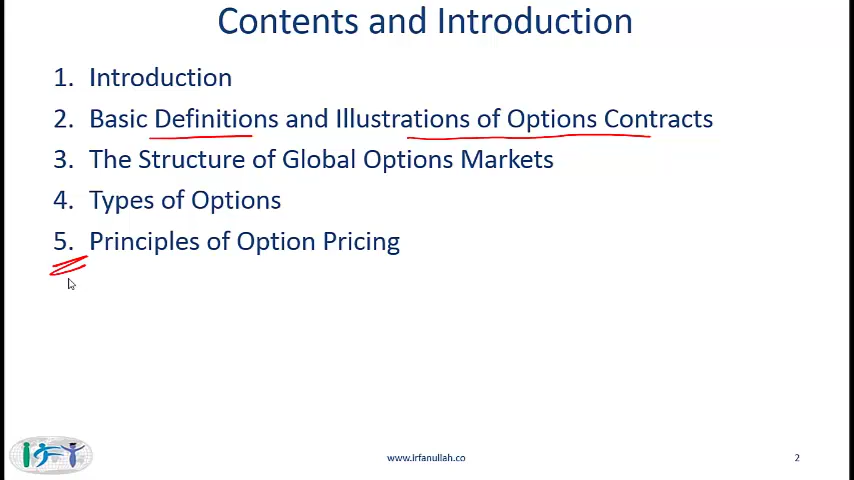 Contents and Introduction
1. Introduction
2. Basic Definitions and Illustrations of Options Contracts
3. The Structure of Global Options Markets
4. Types of Options
5. Principles of Option Pricing
www.irfanullah.co
2